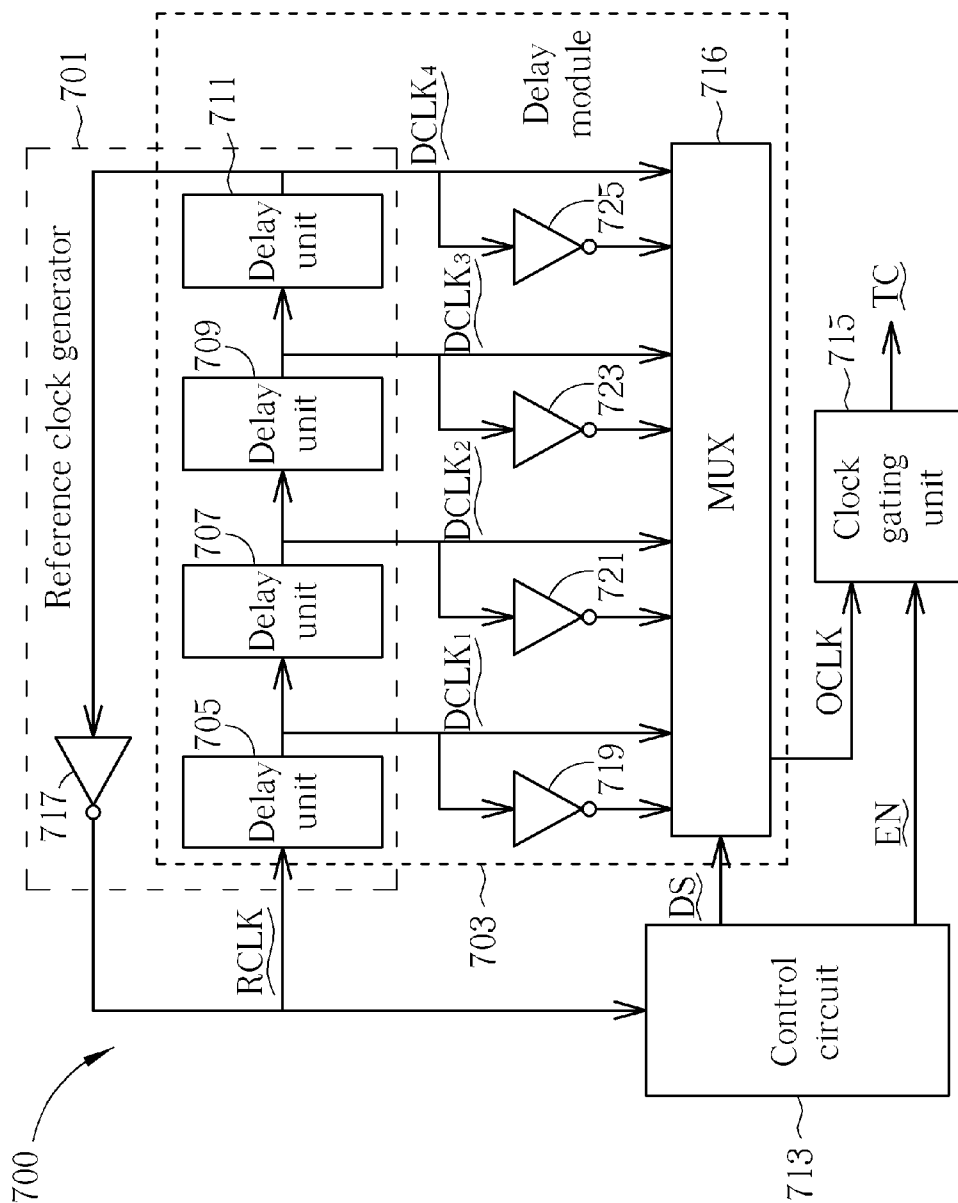 700
Reference clock generator
701
717
705
Delay
unit
707
Delay
unit
709
Delay
unit
711
Delay
unit
RCLK
703
DCLK1
DCLK2
DCLK3
DCLK4
Delay
module
719
721
723
725
716
MUX
DS
OCLK
EN
Control
circuit
713
Clock
gating
unit
715
TC